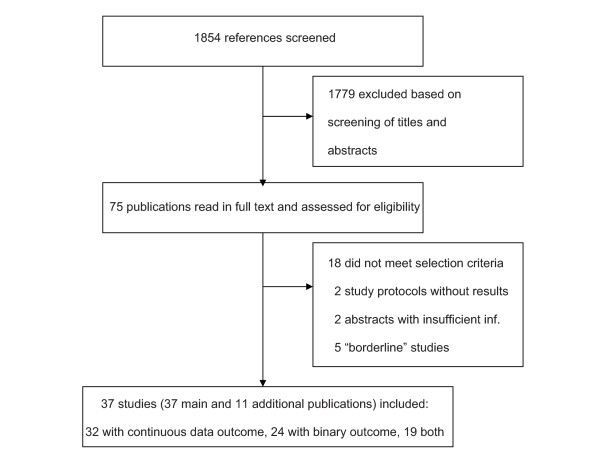 1854 references screened
1779 excluded based on
screening of titles and
abstracts
75 publications read in full text and assessed for eligibility
18 did not meet selection criteria
2 study protocols without results
2 abstracts with insufficient inf.
5 “borderline” studies
37 studies (37 main and 11 additional publications) included:
32 with continuous data outcome, 24 with binary outcome, 19 both